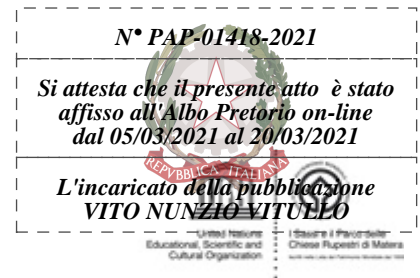 N° PAP-01418-2021
Si attesta che il presente atto è stato
affisso all'Albo Pretorio on-line
dal 05/03/2021 al 20/03/2021
L'incaricato della pubblicazione
VITO NUNZIO VITULLO
REPVBBLICA ITALIANA
United Nations
Educational, Scientific and
Cultural Organization
I Sassi e il Parco delle
Chiese Rupestri di Matera